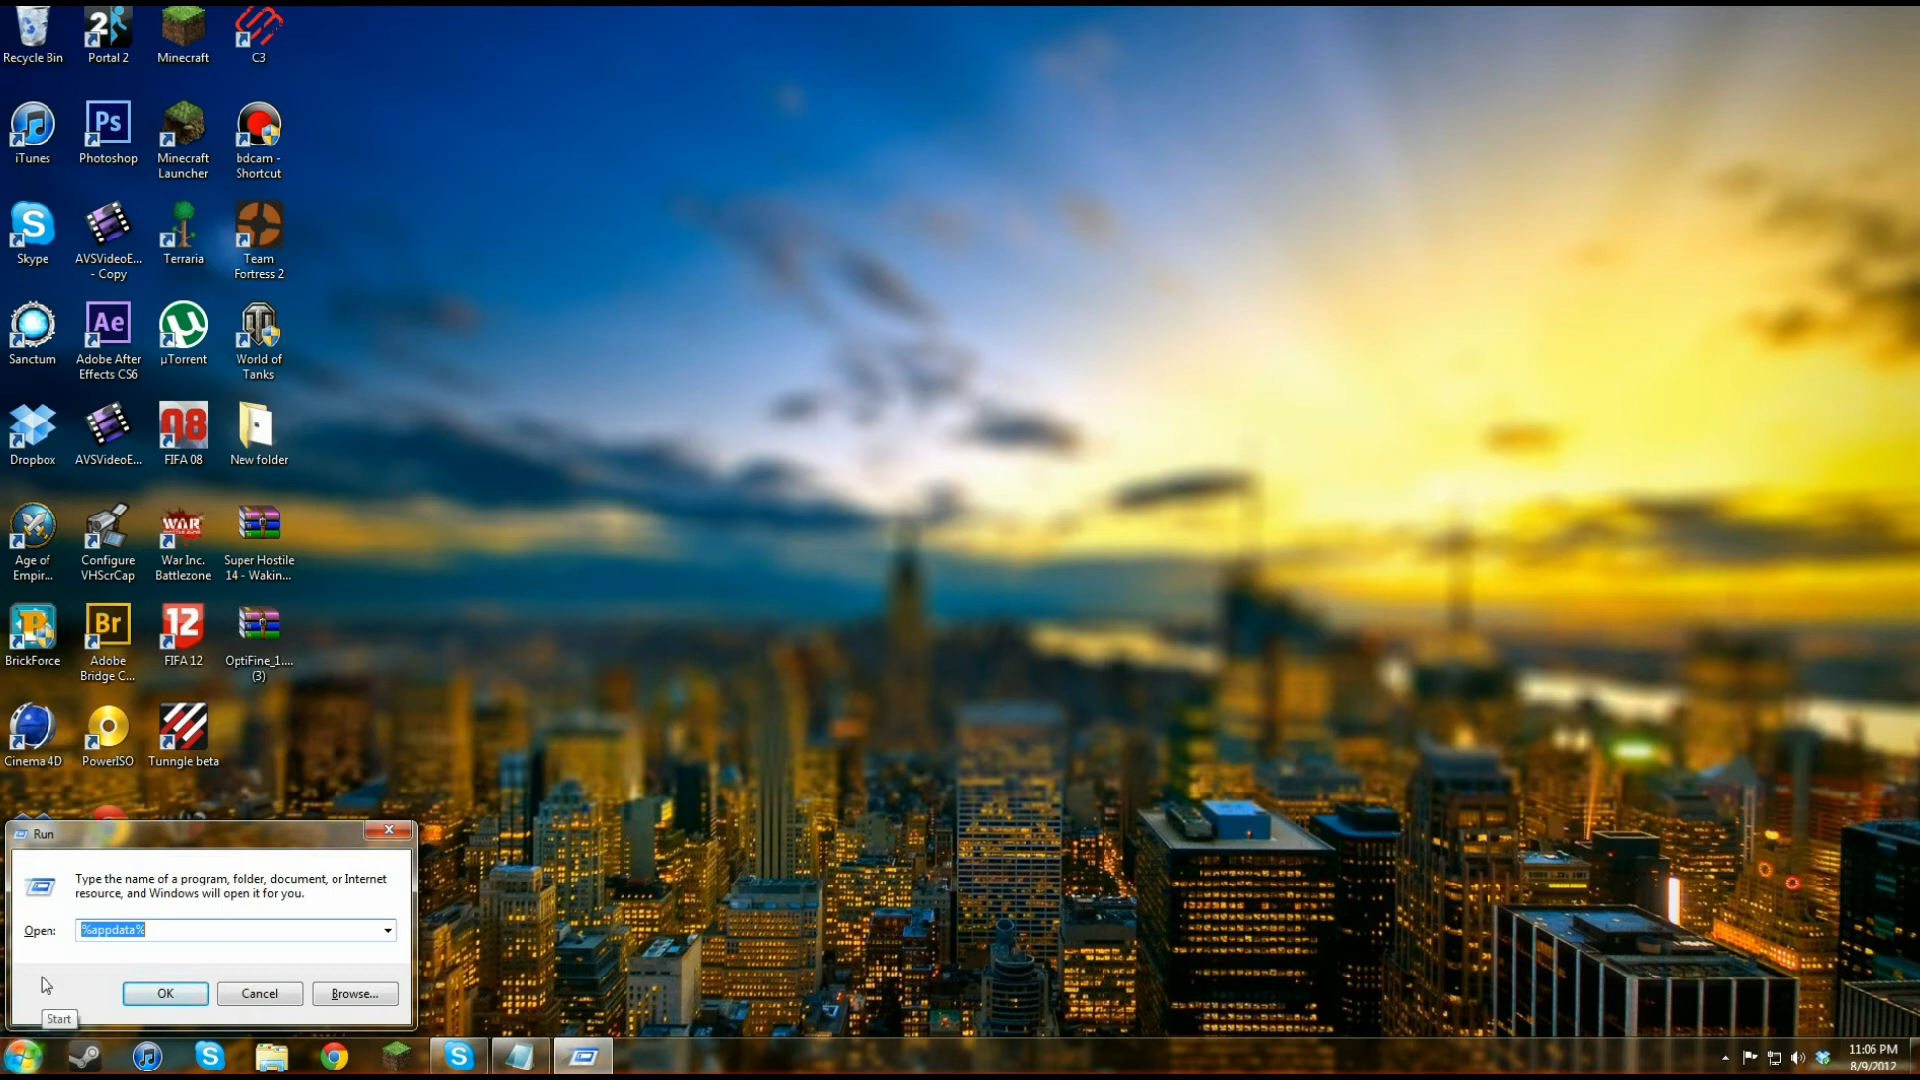 Recycle Bin
Portal 2
Minecraft
C3
iTunes
Photoshop
Minecraft
Launcher
bdcam -
Shortcut
Skype
AVSVideoE...
- Copy
Terraria
Team
Fortress 2
Sanctum
Adobe After
Effects CS6
µTorrent
World of
Tanks
Dropbox
AVSVideoE...
FIFA 08
New folder
Age of
Empir...
Configure
VHScrCap
War Inc.
Battlezone
Super Hostile
14 - Wakin...
BrickForce
Adobe
Bridge C...
FIFA 12
OptiFine_1....
(3)
Cinema 4D
PowerISO
Tunngle beta
Run
Type the name of a program, folder, document, or Internet
resource, and Windows will open it for you.
Open:
%appdata%
OK
Cancel
Browse...
Start
11:06 PM
8/9/2012